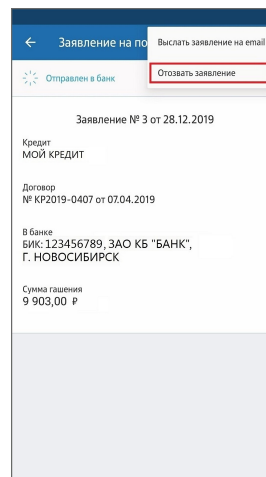 Заявление на по
Выслать заявление на email
Отправлен в банк
Отозвать заявление
Заявление № 3 от 28.12.2019
Кредит
МОЙ КРЕДИТ
Договор
№ КР2019-0407 от 07.04.2019
В банке
БИК: 123456789, ЗАО КБ "БАНК",
Г. НОВОСИБИРСК
Сумма гашения
9 903,00 ₽